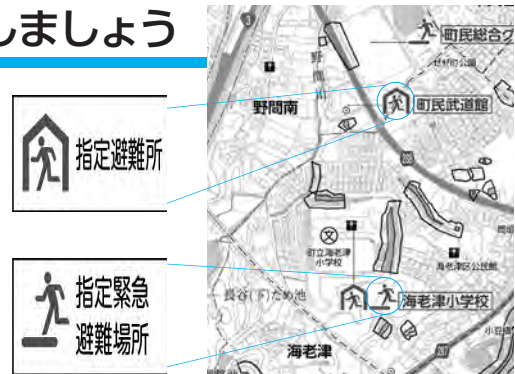 しましょう
3
町民総合グ
野間川
野間南
町民武道館
指定避難所
文
町立海老津
小学校
海老津区公民館
指定緊急
避難場所
長谷(下)ため池
海老津小学校
海老津